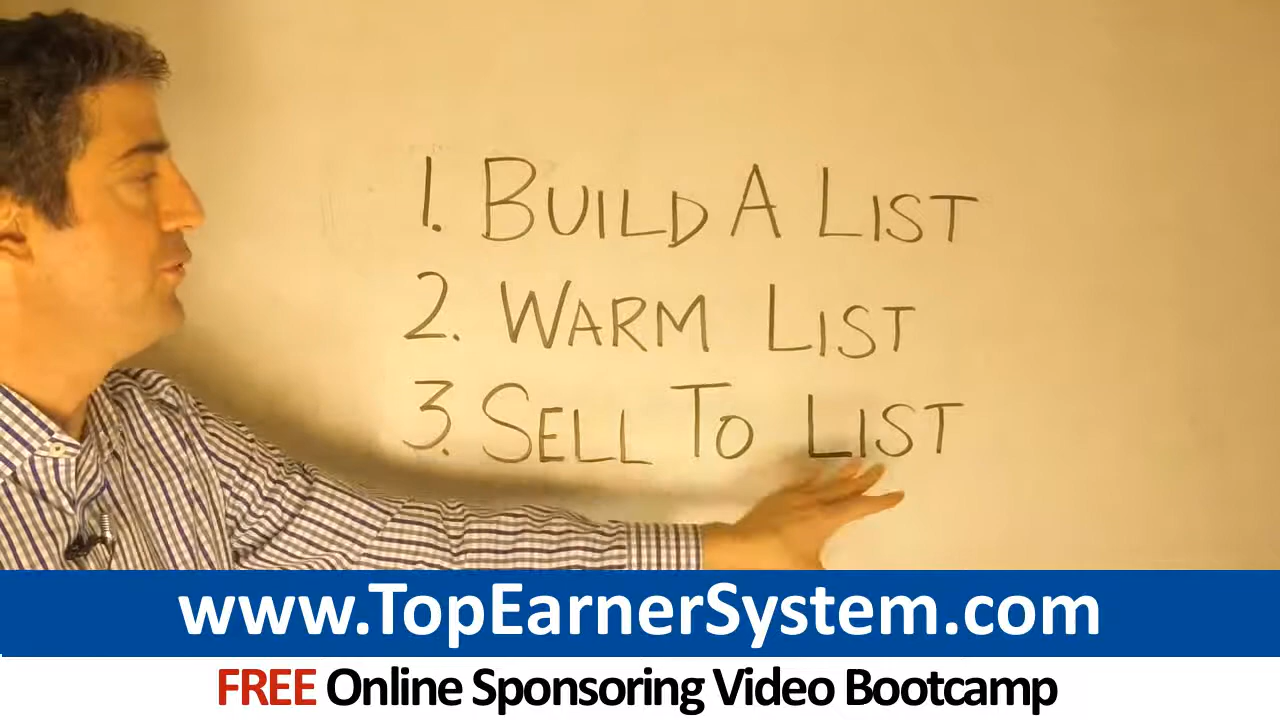 1. BUILD A LIST
2. WARM LIST
3. SELL TO LIST
www.TopEarnerSystem.com
FREE Online Sponsoring Video Bootcamp